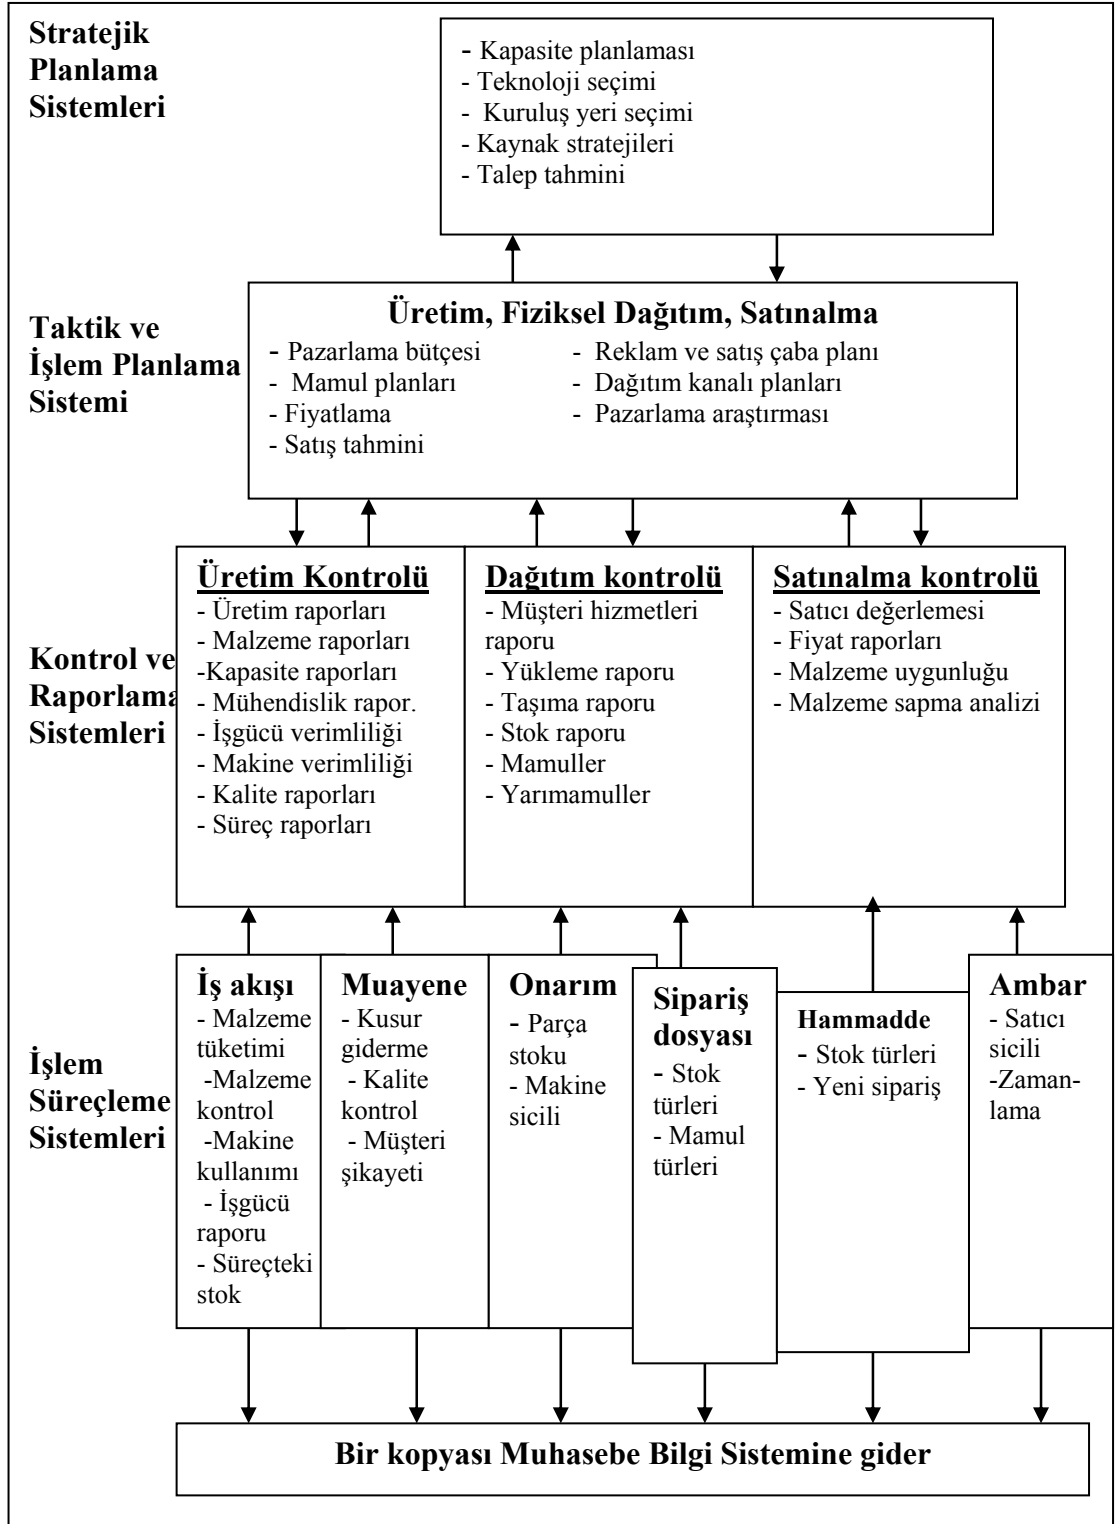 Stratejik
Planlama
Sistemleri
- Kapasite planlaması
- Teknoloji seçimi
-  Kuruluş yeri seçimi
- Kaynak stratejileri
- Talep tahmini
Taktik ve
İşlem Planlama
Sistemi
Üretim, Fiziksel Dağıtım, Satınalma
- Pazarlama bütçesi
-  Mamul planları
- Fiyatlama
- Satış tahmini
-  Reklam ve satış çaba planı
-  Dağıtım kanalı planları
-  Pazarlama araştırması
Kontrol ve
Raporlama
Sistemleri
Üretim Kontrolü
- Üretim raporları
- Malzeme raporları
-Kapasite raporları
- Mühendislik rapor.
- İşgücü verimliliği
- Makine verimliliği
- Kalite raporları
- Süreç raporları
Dağıtım kontrolü
- Müşteri hizmetleri
raporu
- Yükleme raporu
- Taşıma raporu
- Stok raporu
- Mamuller
- Yarımamuller
Satınalma kontrolü
- Satıcı değerlemesi
- Fiyat raporları
- Malzeme uygunluğu
- Malzeme sapma analizi
İşlem
Süreçleme
Sistemleri
İş akışı
- Malzeme
tüketimi
-Malzeme
kontrol
-Makine
kullanımı
- İşgücü
raporu
- Süreçteki
stok
Muayene
- Kusur
giderme
- Kalite
kontrol
- Müşteri
şikayeti
Onarım
- Parça
stoku
- Makine
sicili
Sipariş
dosyası
- Stok
türleri
- Mamul
türleri
Hammadde
- Stok türleri
- Yeni sipariş
Ambar
- Satıcı
sicili
-Zaman-
lama
Bir kopyası Muhasebe Bilgi Sistemine gider